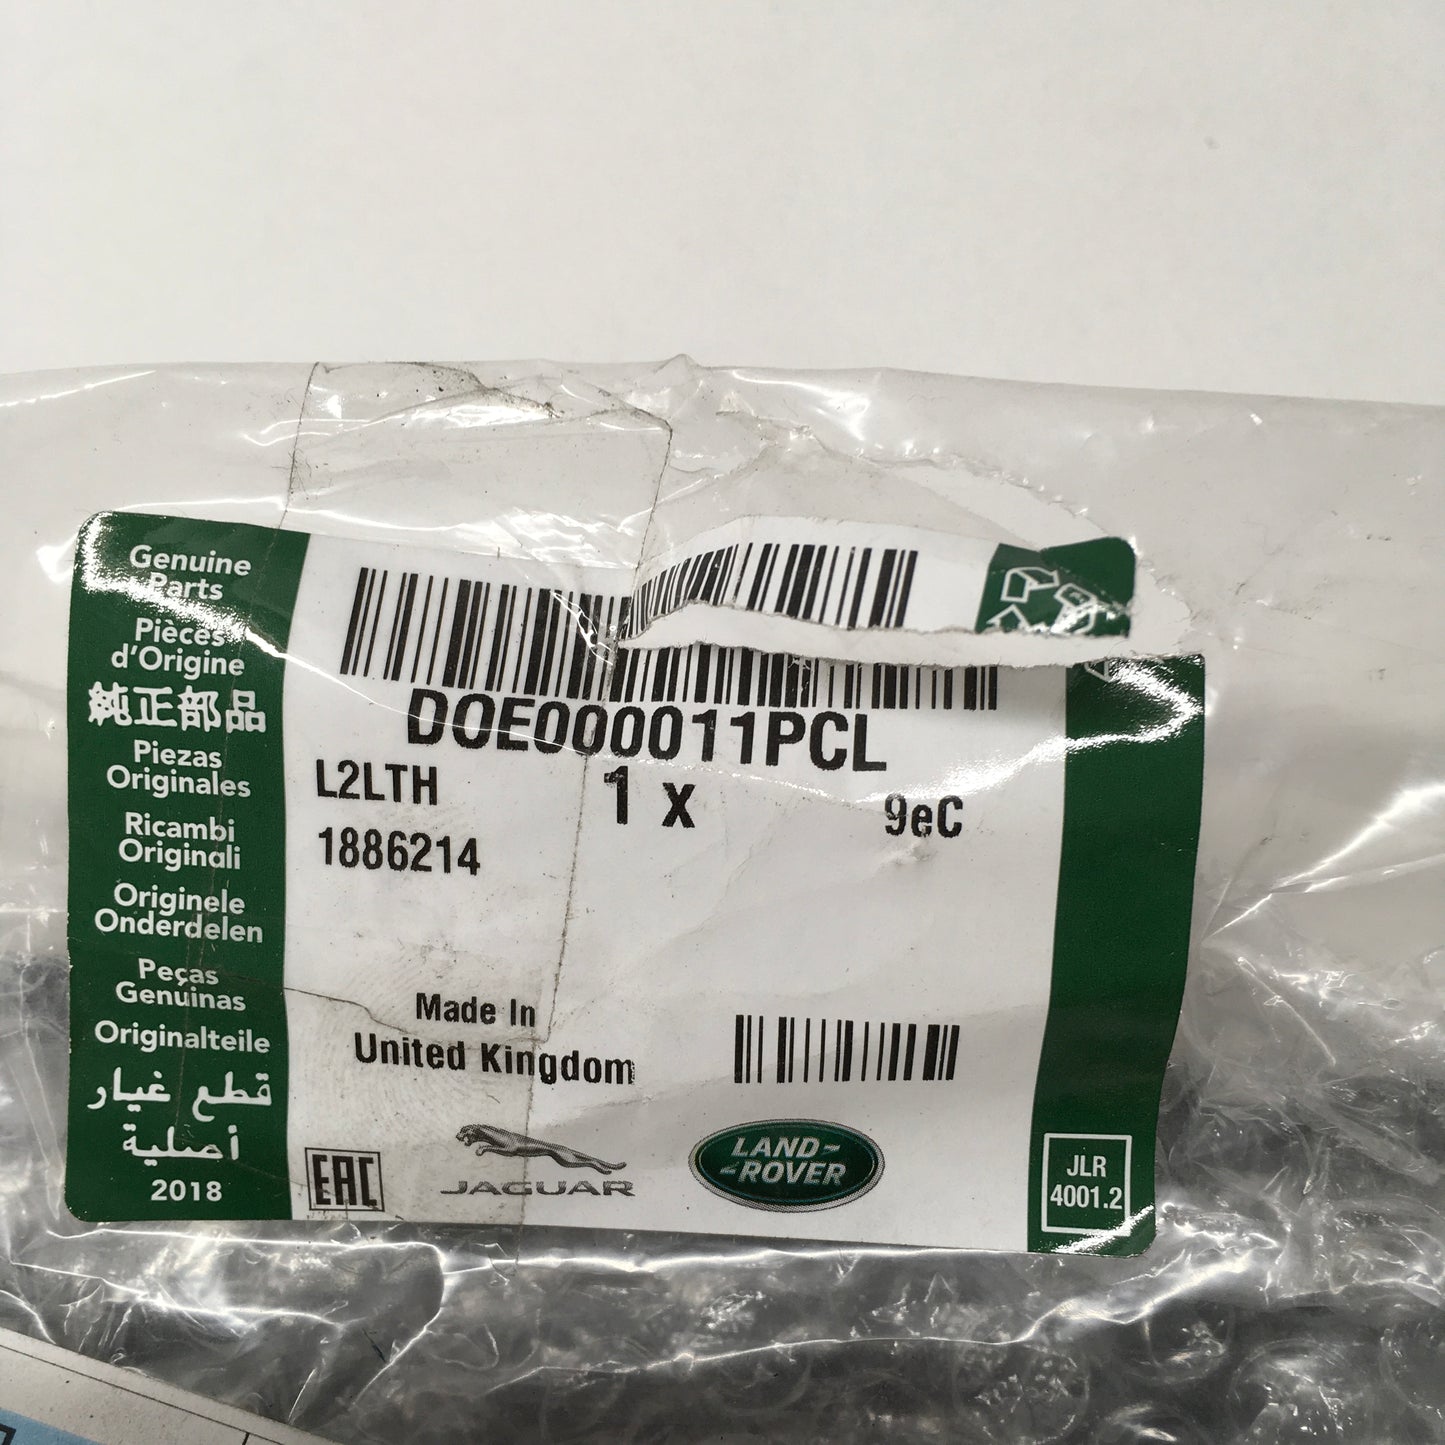 Genuine
Parts
Pièces
d'Origine
純正部品
Piezas
Originales
Ricambi
Originali
Originele
Onderdelen
Peças
Genuinas
Originalteile
قطع غيار
أصلية
2018
DOE000011PCL
L2LTH 1 x 9eC
1886214
Made In
United Kingdom
EAC
JAGUAR
LAND-
-ROVER
JLR
4001.2